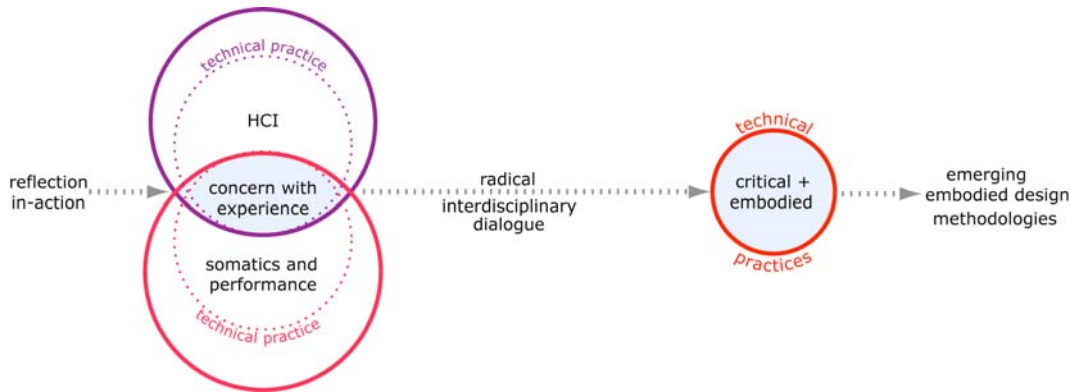 technical practice
HCI
reflection
in-action
concern with
experience
somatics and
performance
technical practice
radical
interdisciplinary
dialogue
technical
critical +
embodied
practices
emerging
embodied design
methodologies